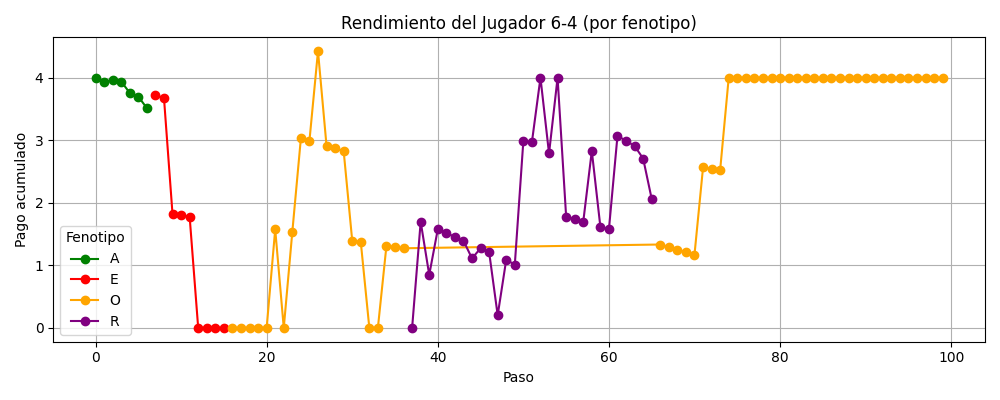 Rendimiento del Jugador 6-4 (por fenotipo)
Pago acumulado
4
3
2
1
0
Fenotipo
A
E
O
R
0 20 40 60 80 100
Paso